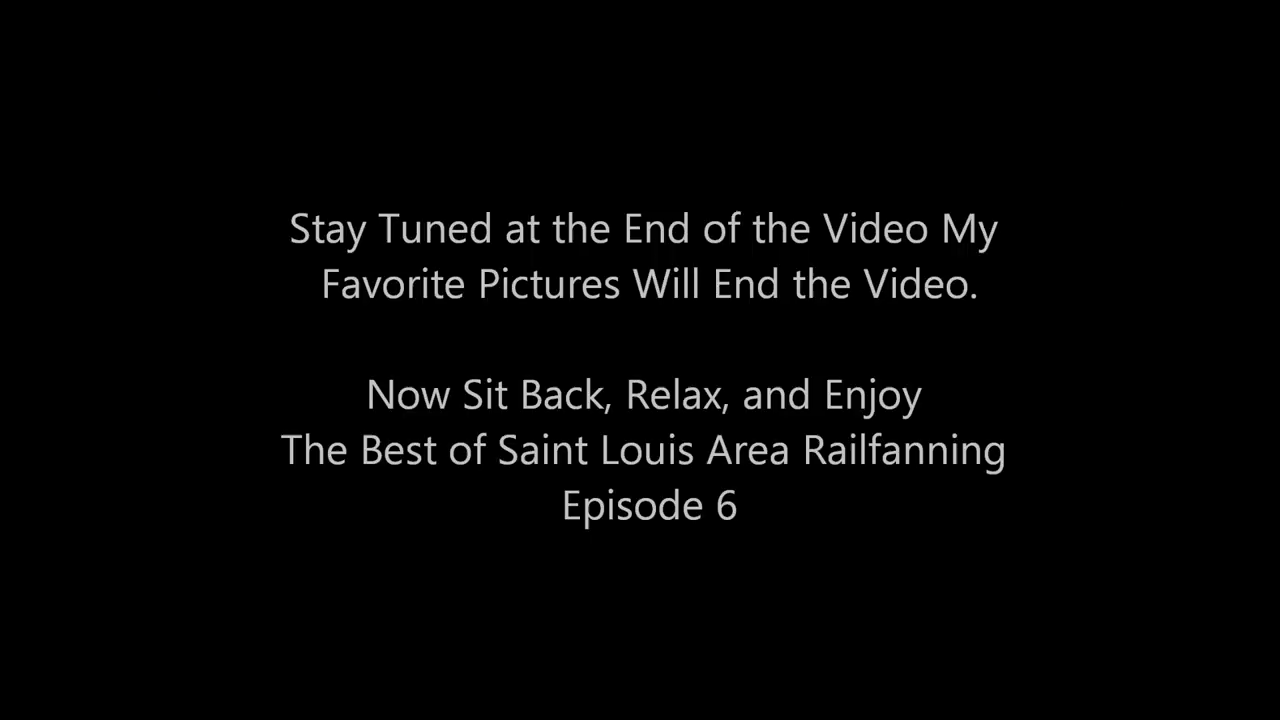 Stay Tuned at the End of the Video My
Favorite Pictures Will End the Video.
Now Sit Back, Relax, and Enjoy
The Best of Saint Louis Area Railfanning
Episode 6